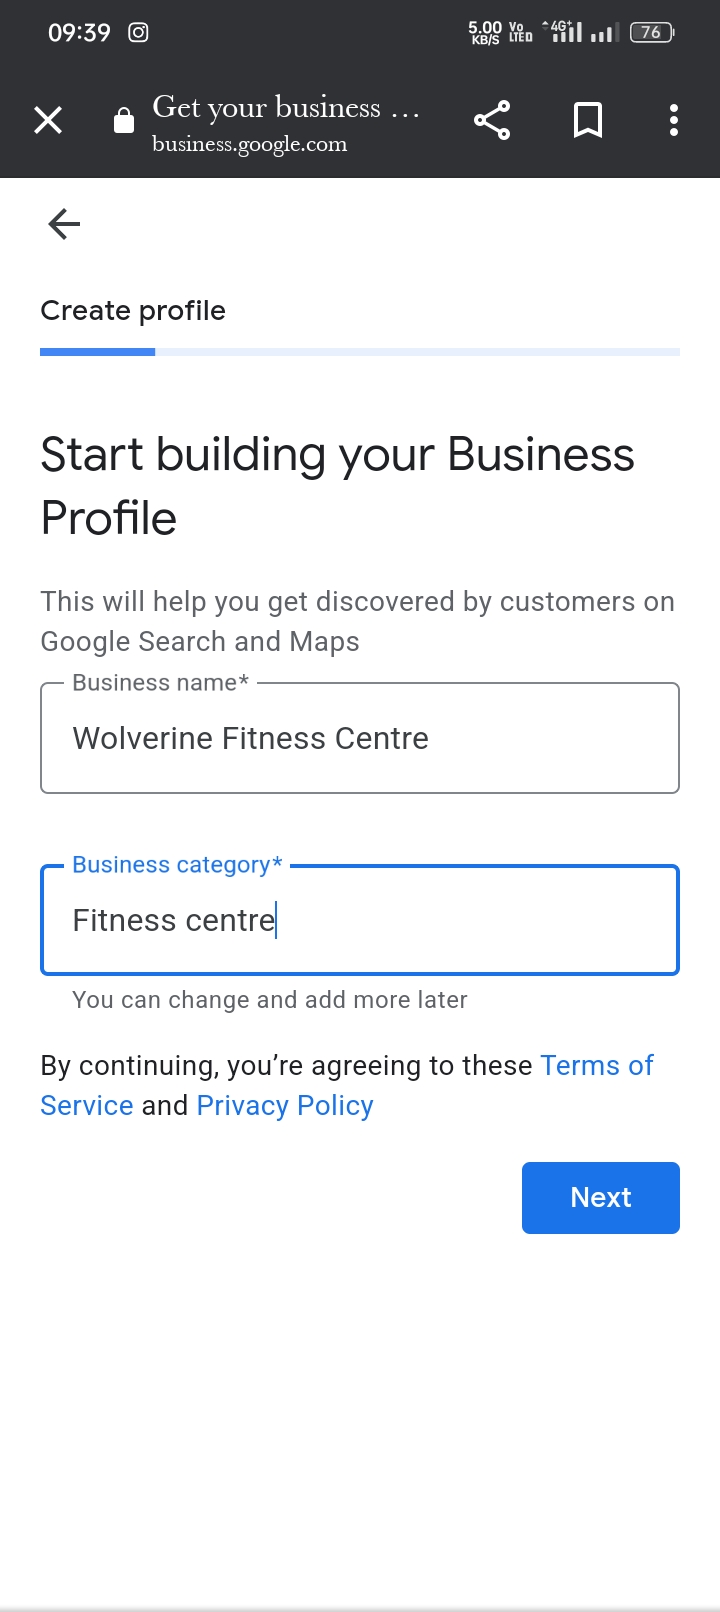 09:39
5.00 KB/S Vo LTE D 4G+ 76
Get your business ...
business.google.com
Create profile
Start building your Business
Profile
This will help you get discovered by customers on
Google Search and Maps
Business name*
Wolverine Fitness Centre
Business category*
Fitness centre
You can change and add more later
By continuing, you’re agreeing to these Terms of
Service and Privacy Policy
Next